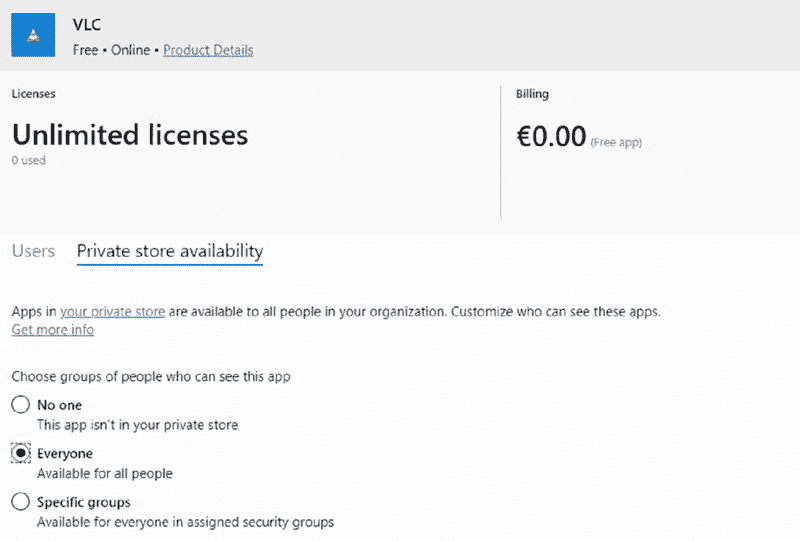 VLC
Free • Online • Product Details
Licenses
Unlimited licenses
0 used
Billing
€0.00 (Free app)
Users Private store availability
Apps in your private store are available to all people in your organization. Customize who can see these apps.
Get more info
Choose groups of people who can see this app
No one
This app isn't in your private store
Everyone
Available for all people
Specific groups
Available for everyone in assigned security groups